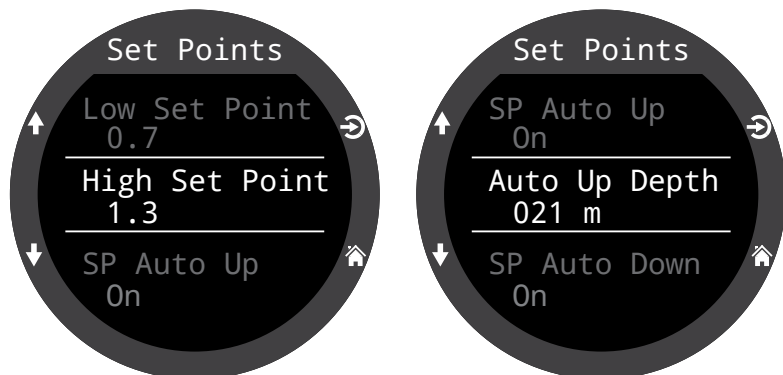 Set Points
Low Set Point
0.7
High Set Point
1.3
SP Auto Up
On
Set Points
SP Auto Up
On
Auto Up Depth
021 m
SP Auto Down
On